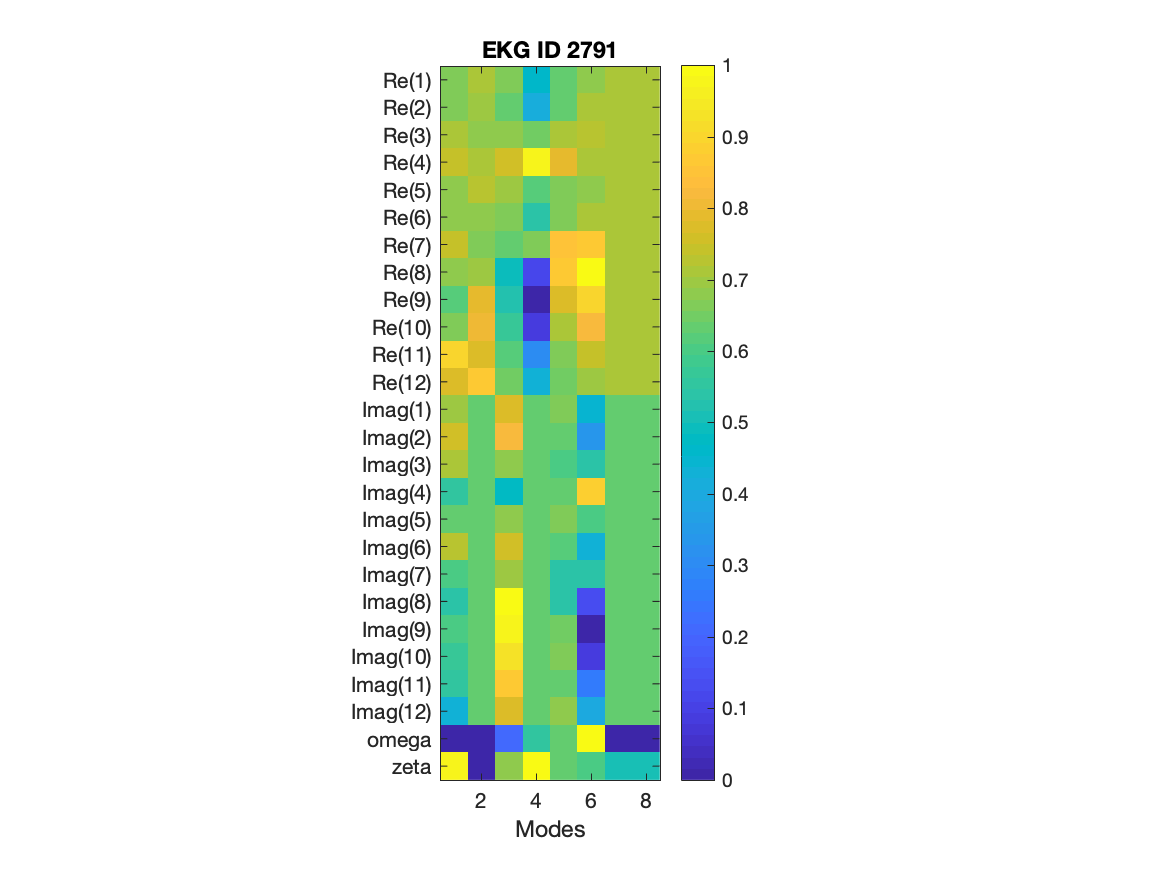 EKG ID 2791
Re(1)
Re(2)
Re(3)
Re(4)
Re(5)
Re(6)
Re(7)
Re(8)
Re(9)
Re(10)
Re(11)
Re(12)
Imag(1)
Imag(2)
Imag(3)
Imag(4)
Imag(5)
Imag(6)
Imag(7)
Imag(8)
Imag(9)
Imag(10)
Imag(11)
Imag(12)
omega
zeta
2 4 6 8
Modes
1
0.9
0.8
0.7
0.6
0.5
0.4
0.3
0.2
0.1
0